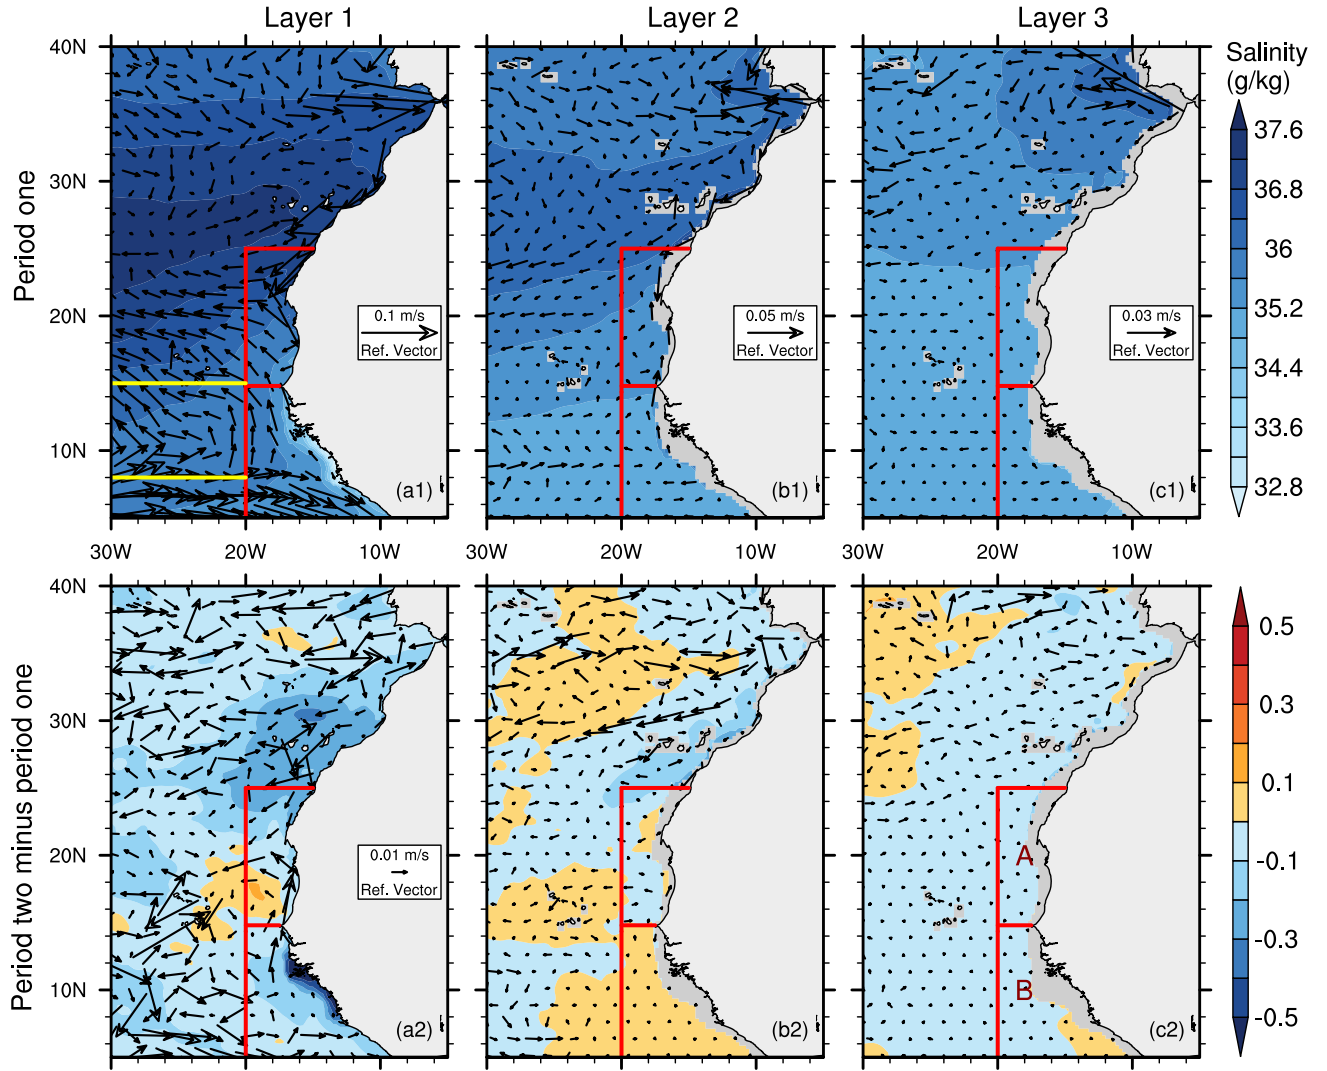 Layer 1 Layer 2 Layer 3
Salinity
(g/kg)
Period one
40N
30N
20N
10N
0.1 m/s
Ref. Vector
(a1)
0.05 m/s
Ref. Vector
(b1)
0.03 m/s
Ref. Vector
(c1)
37.6
36.8
36
35.2
34.4
33.6
32.8
30W 20W 10W 30W 20W 10W 30W 20W 10W
Period two minus period one
40N
30N
20N
10N
0.01 m/s
Ref. Vector
(a2)
(b2)
A
B
(c2)
0.5
0.3
0.1
-0.1
-0.3
-0.5